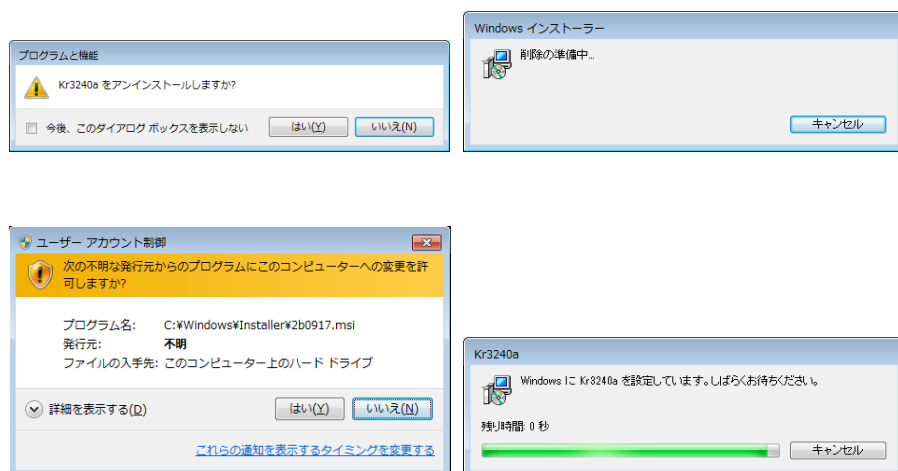 プログラムと機能
Kr3240a をアンインストールしますか?
今後、このダイアログ ボックスを表示しない
はい(Y)
いいえ(N)
Windows インストーラー
削除の準備中...
キャンセル
ユーザー アカウント制御
次の不明な発行元からのプログラムにこのコンピューターへの変更を許
可しますか?
プログラム名: C:¥Windows¥Installer¥2b0917.msi
発行元: 不明
ファイルの入手先: このコンピューター上のハード ドライブ
詳細を表示する(D)
はい(Y)
いいえ(N)
これらの通知を表示するタイミングを変更する
Kr3240a
Windows に Kr3240a を設定しています。しばらくお待ちください。
残り時間: 0 秒
キャンセル